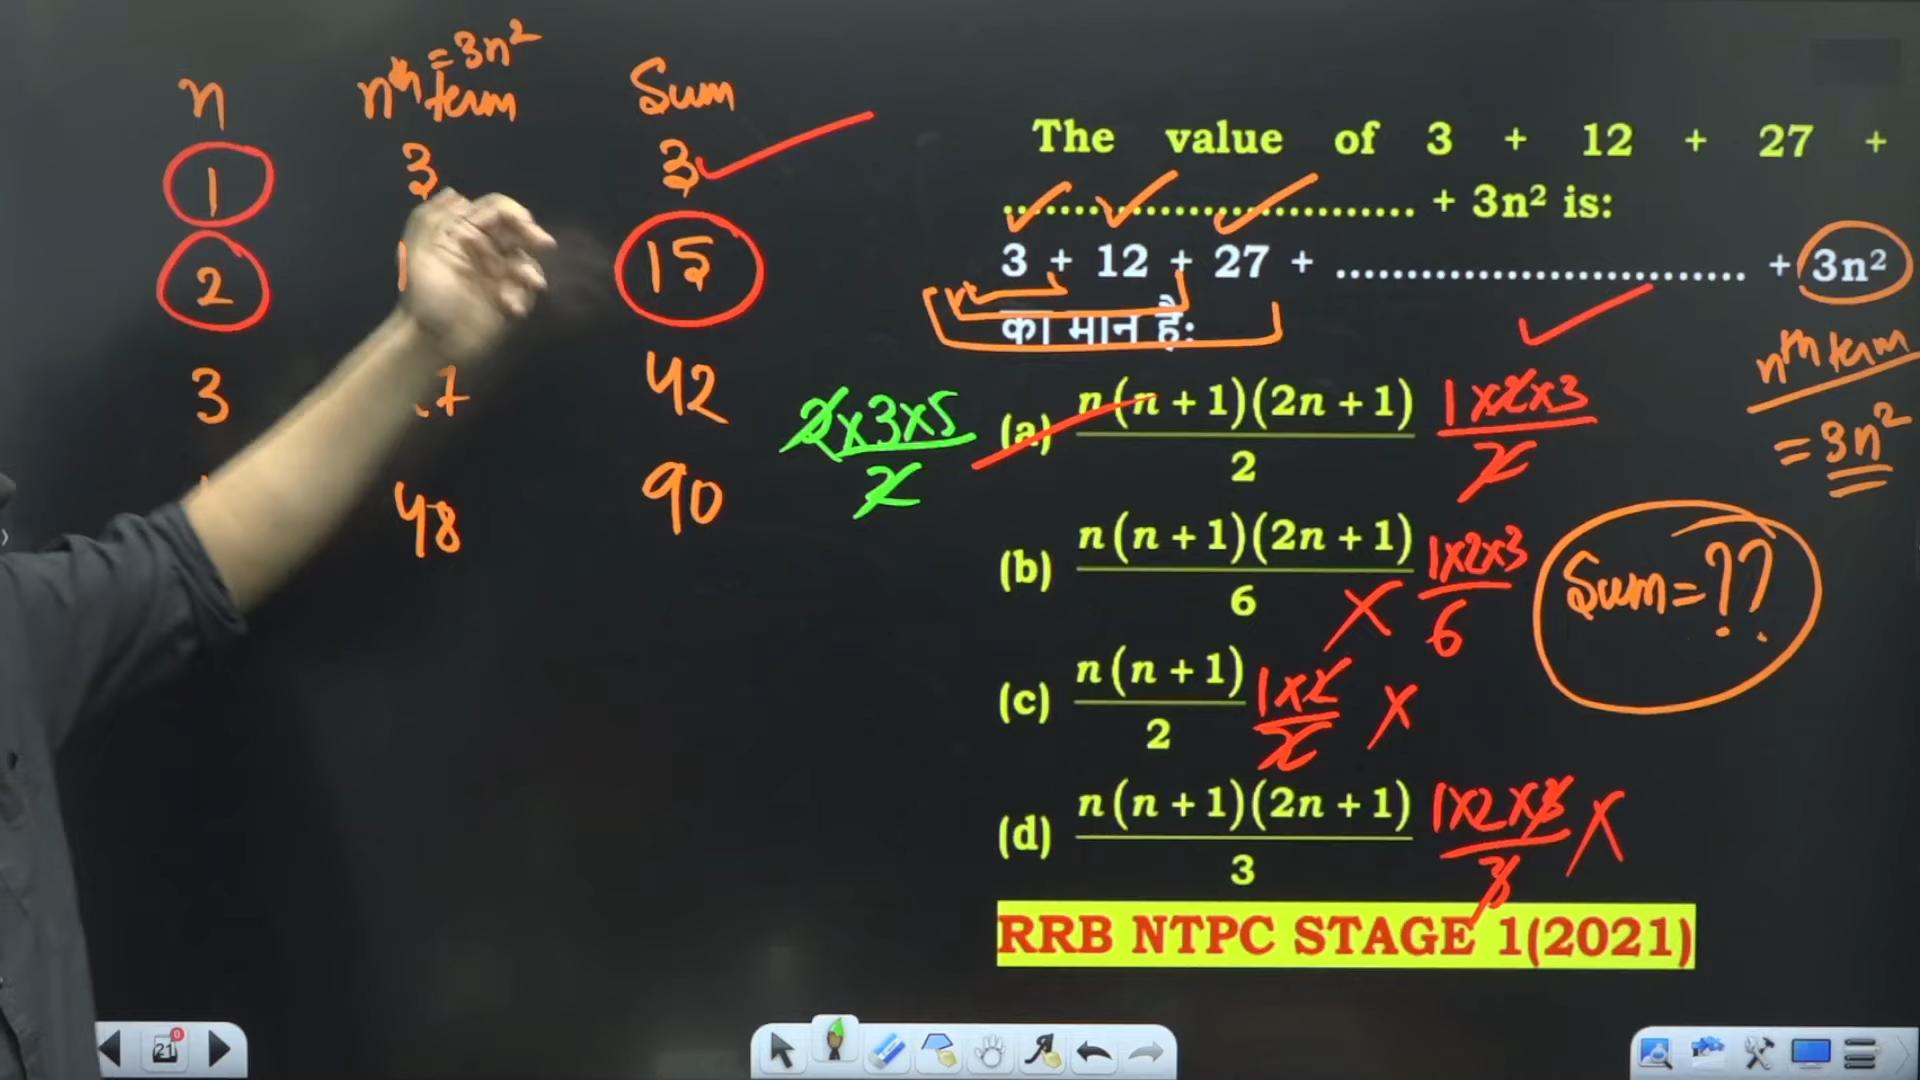 n
nth term = 3n²
Sum
1
3
3
2
15
3
42
48
90
The value of 3 + 12 + 27 +
.................................. + 3n² is:
3 + 12 + 27 + .................................. + 3n²
का मान है:
nth term
= 3n²
2x3x5
2
(a) n(n + 1)(2n + 1) 1x2x3
2 2
(b) n(n + 1)(2n + 1) 1x2x3
6 6
X
Sum = ??
(c) n(n + 1) 1x2 X
2 2
(d) n(n + 1)(2n + 1) 1x2x3 X
3 3
RRB NTPC STAGE 1(2021)
21
0